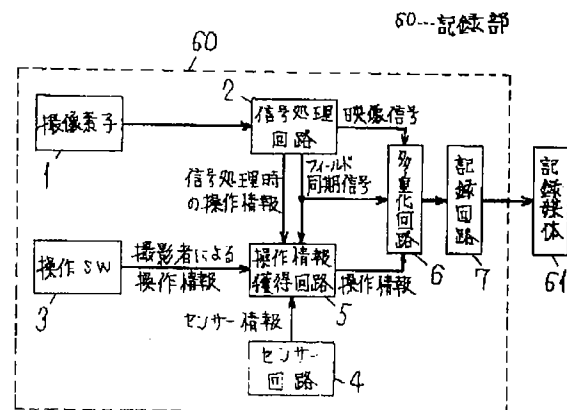 60---記録部
60
撮像素子
1
2
信号処理
回路
映像信号
信号処理時
の操作情報
フィールド
同期信号
多重化回路
6
記録回路
7
記録媒体
61
操作SW
3
撮影者による
操作情報
操作情報
獲得回路
5
操作情報
センサー情報
センサー
回路
4